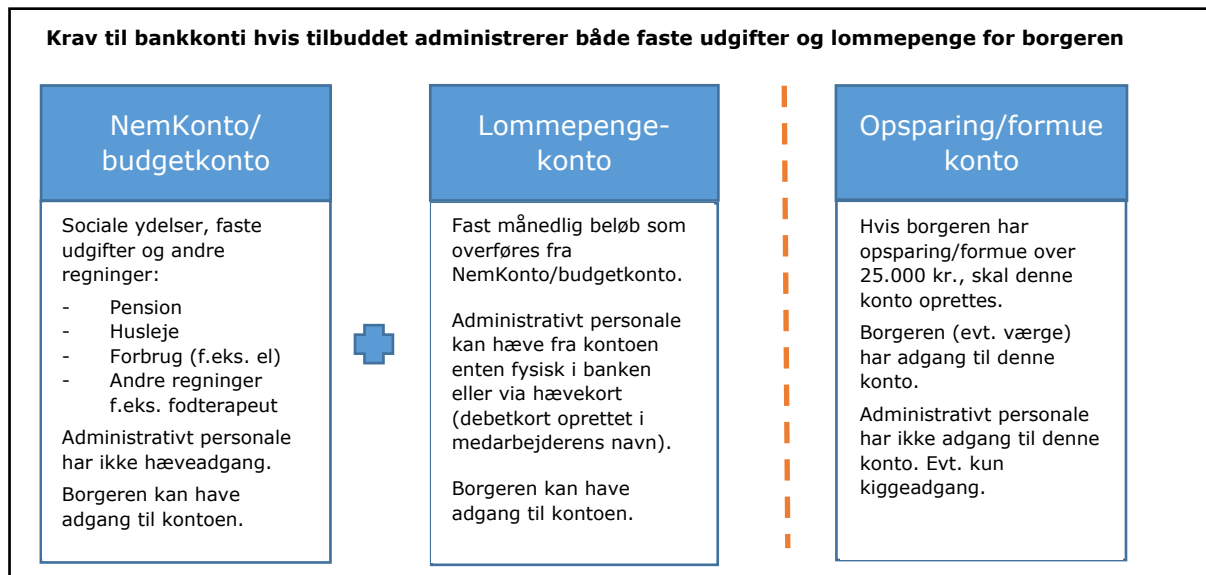 Krav til bankkonti hvis tilbuddet administrerer både faste udgifter og lommepenge for borgeren
NemKonto/
budgetkonto
Sociale ydelser, faste
udgifter og andre
regninger:
- Pension
- Husleje
- Forbrug (f.eks. el)
- Andre regninger
f.eks. fodterapeut
Administrativt personale
har ikke hæveadgang.
Borgeren kan have
adgang til kontoen.
Lommepenge-
konto
Fast månedlig beløb som
overføres fra
NemKonto/budgetkonto.
Administrativt personale
kan hæve fra kontoen
enten fysisk i banken
eller via hævekort
(debetkort oprettet i
medarbejderens navn).
Borgeren kan have
adgang til kontoen.
Opsparing/formue
konto
Hvis borgeren har
opsparing/formue over
25.000 kr., skal denne
konto oprettes.
Borgeren (evt. værge)
har adgang til denne
konto.
Administrativt personale
har ikke adgang til denne
konto. Evt. kun
kiggeadgang.